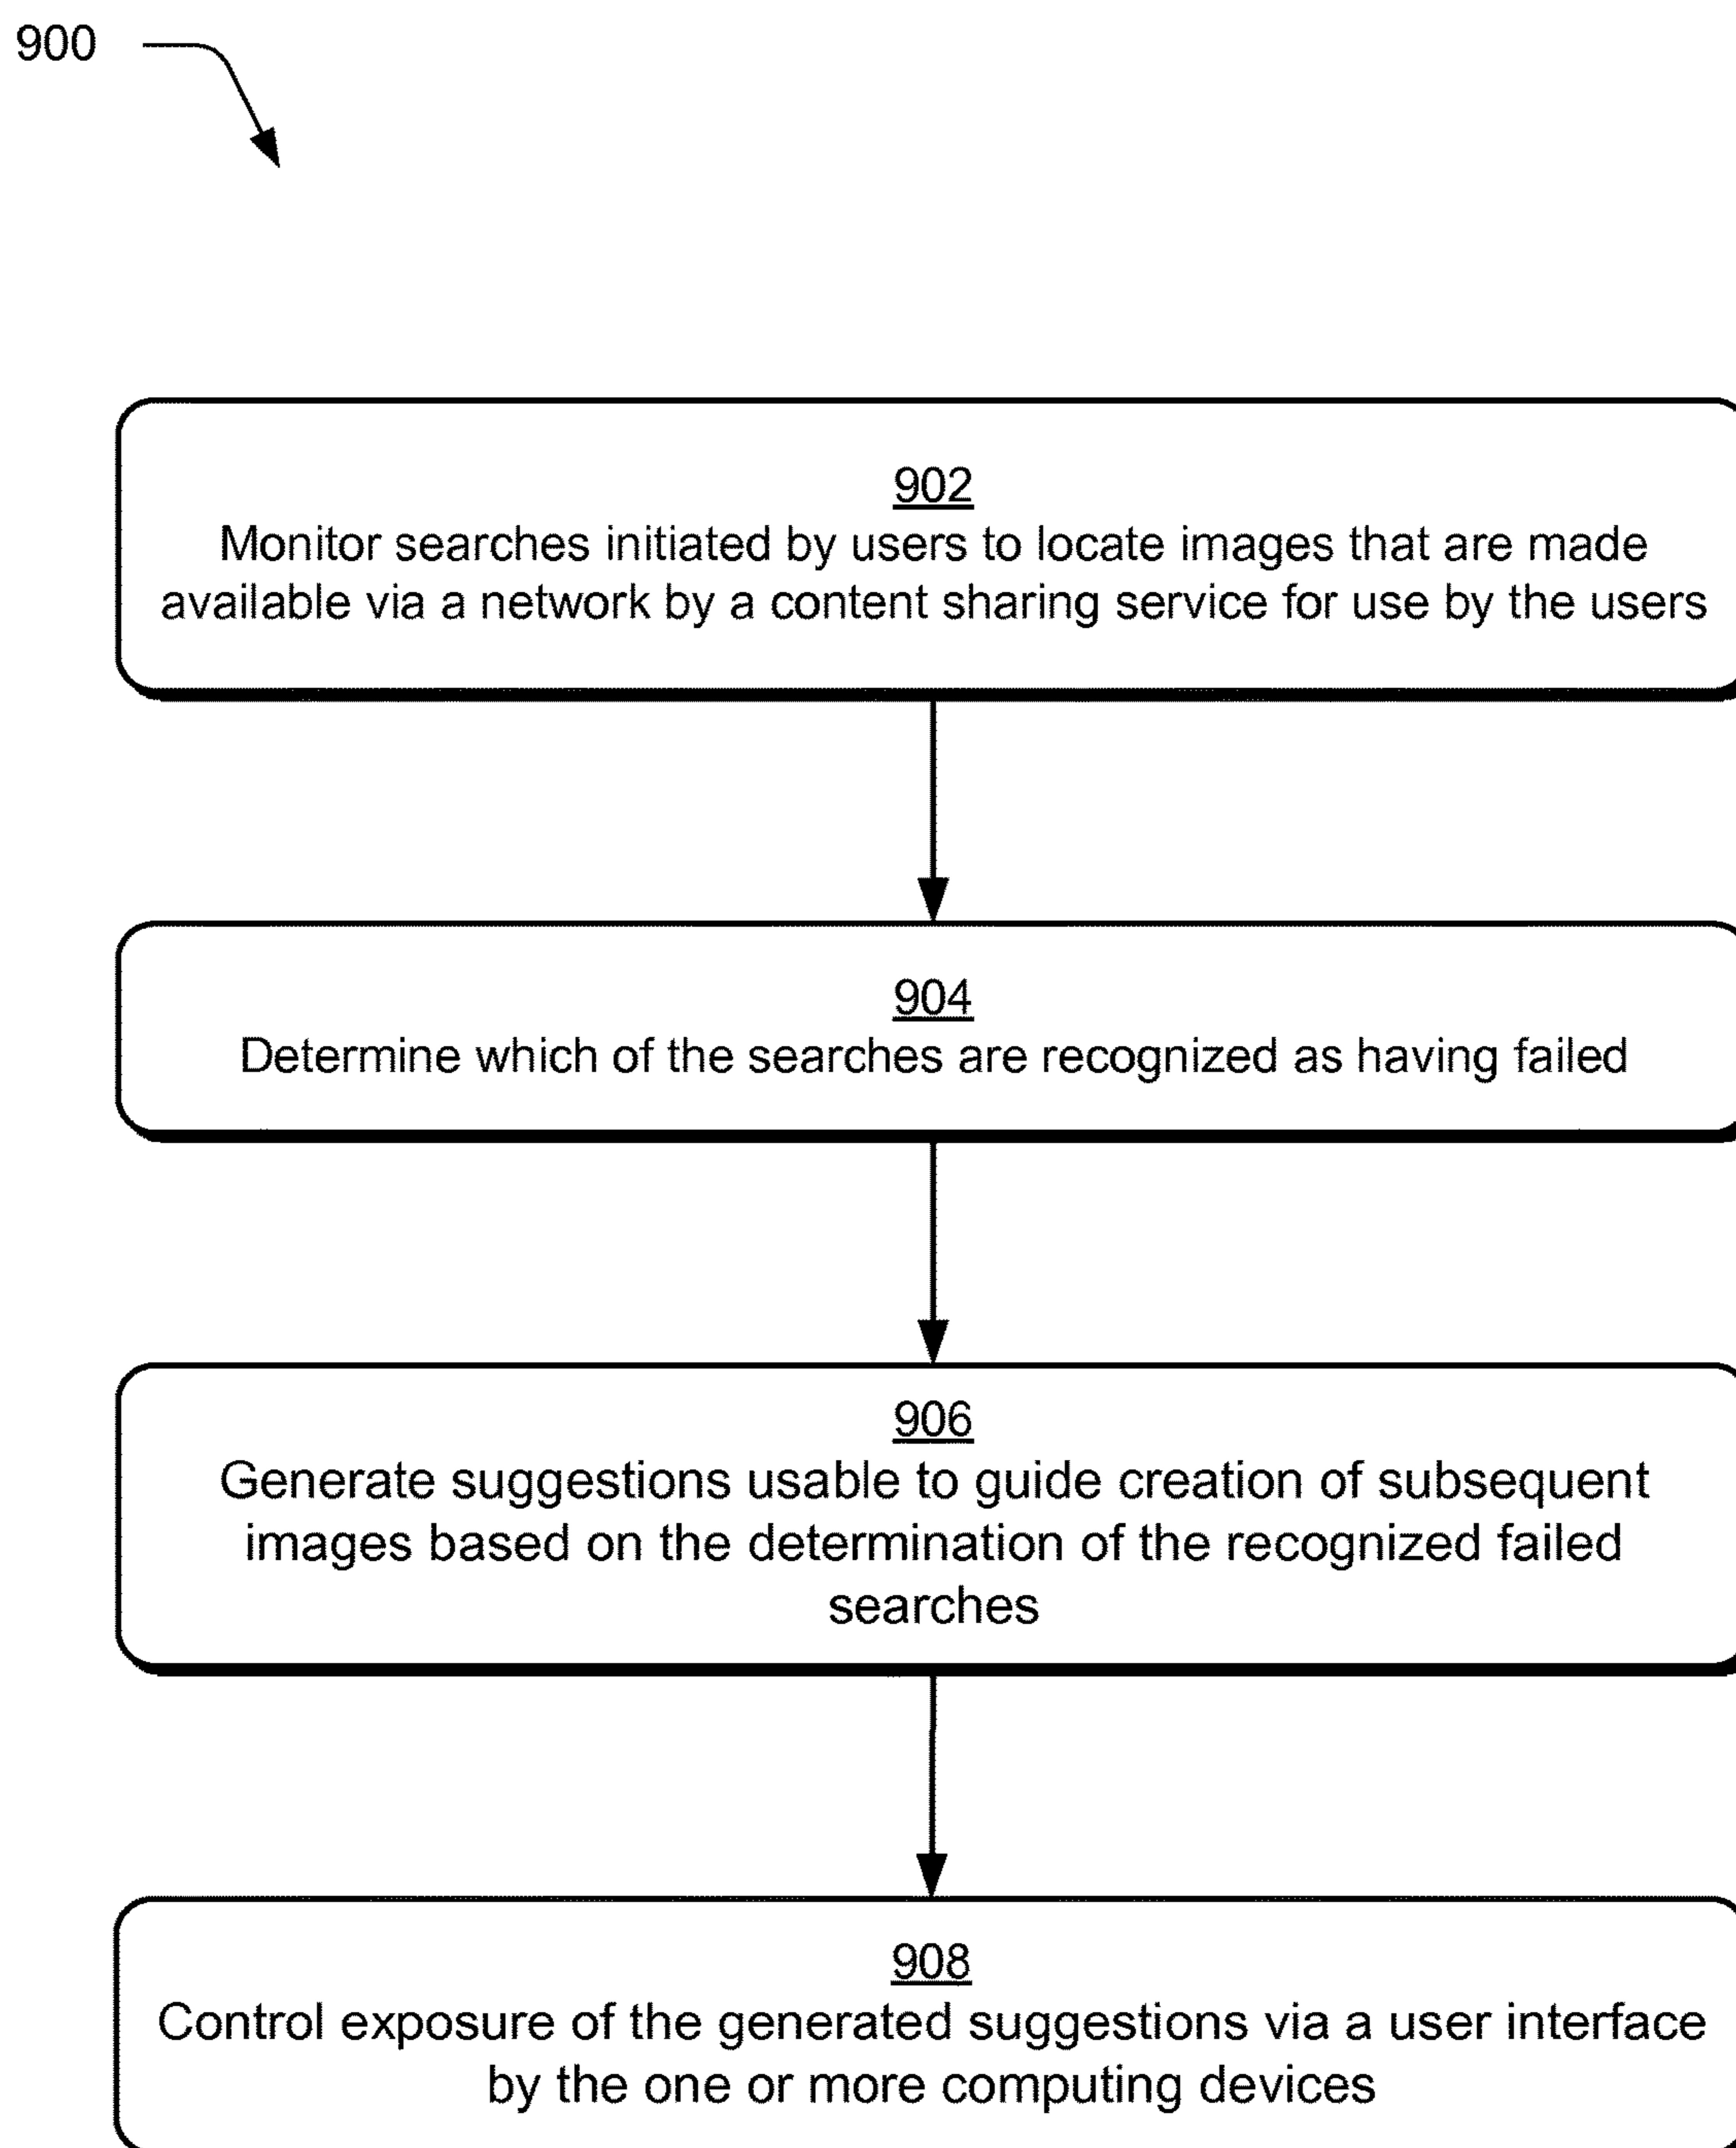 900
902
Monitor searches initiated by users to locate images that are made
available via a network by a content sharing service for use by the users
904
Determine which of the searches are recognized as having failed
906
Generate suggestions usable to guide creation of subsequent
images based on the determination of the recognized failed
searches
908
Control exposure of the generated suggestions via a user interface
by the one or more computing devices